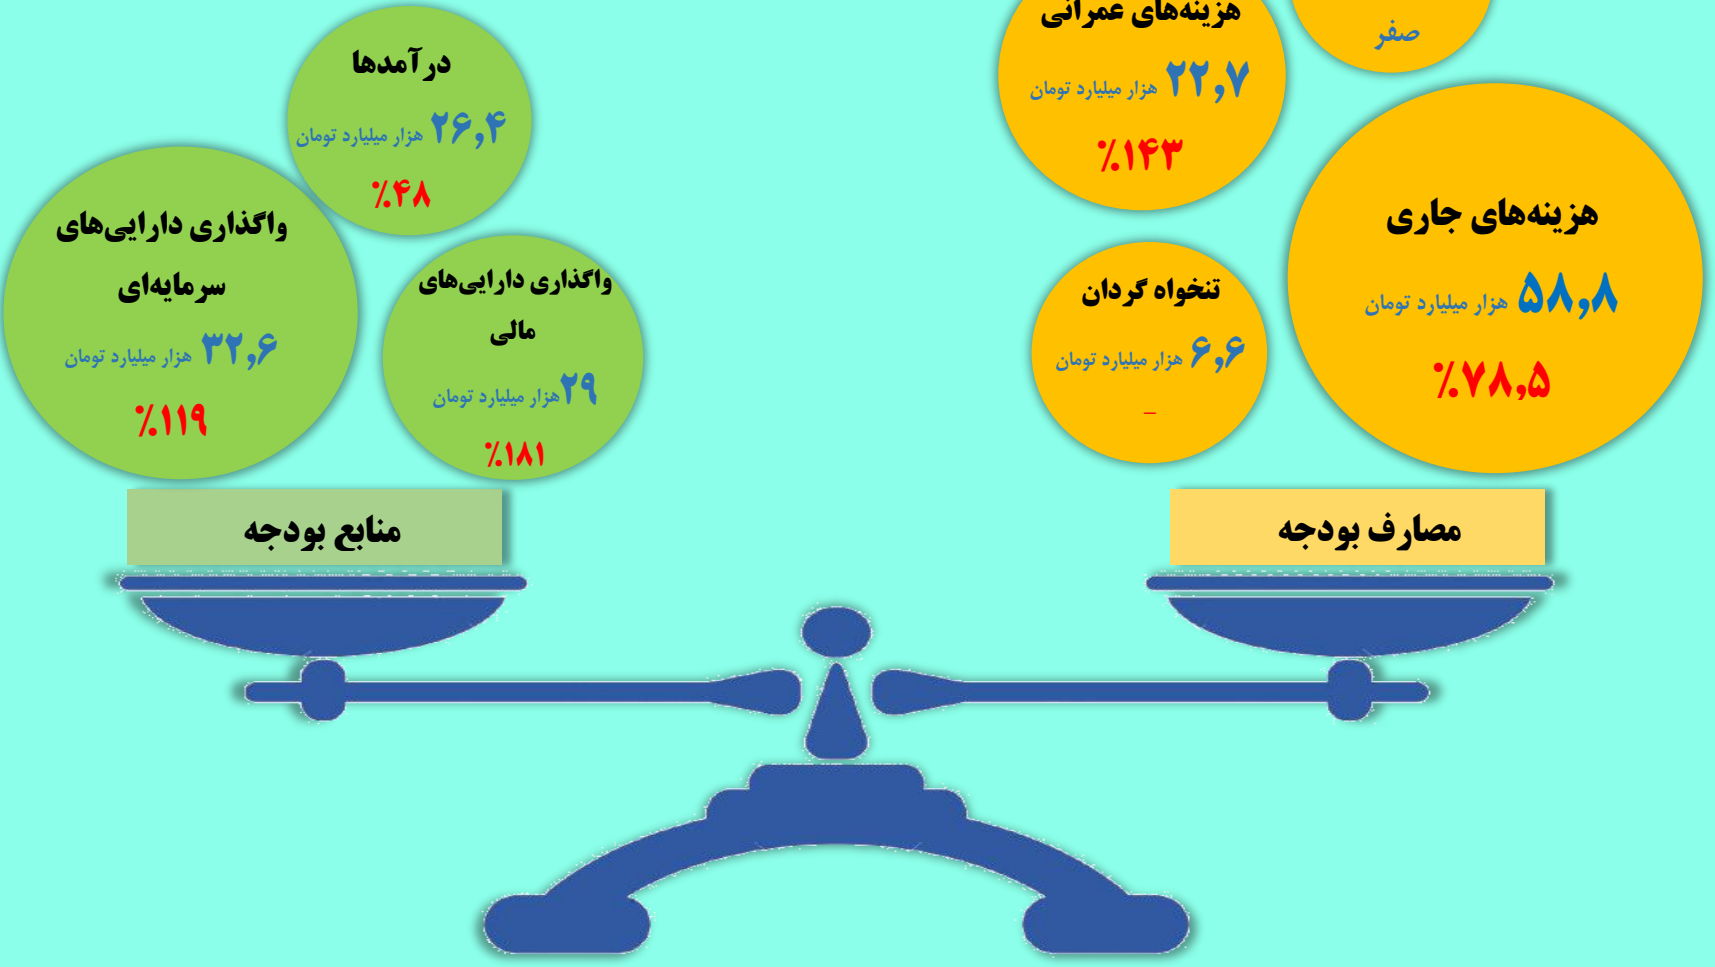 هزینه‌های عمرانی
۲۲,۷ هزار میلیارد تومان
٪۱۴۳
صفر
هزینه‌های جاری
۵۸,۸ هزار میلیارد تومان
٪۷۸,۵
تنخواه گردان
۶,۶ هزار میلیارد تومان
_
مصارف بودجه
درآمدها
۲۶,۴ هزار میلیارد تومان
٪۴۸
واگذاری دارایی‌های
سرمایه‌ای
۳۲,۶ هزار میلیارد تومان
٪۱۱۹
واگذاری دارایی‌های
مالی
۲۹ هزار میلیارد تومان
٪۱۸۱
منابع بودجه